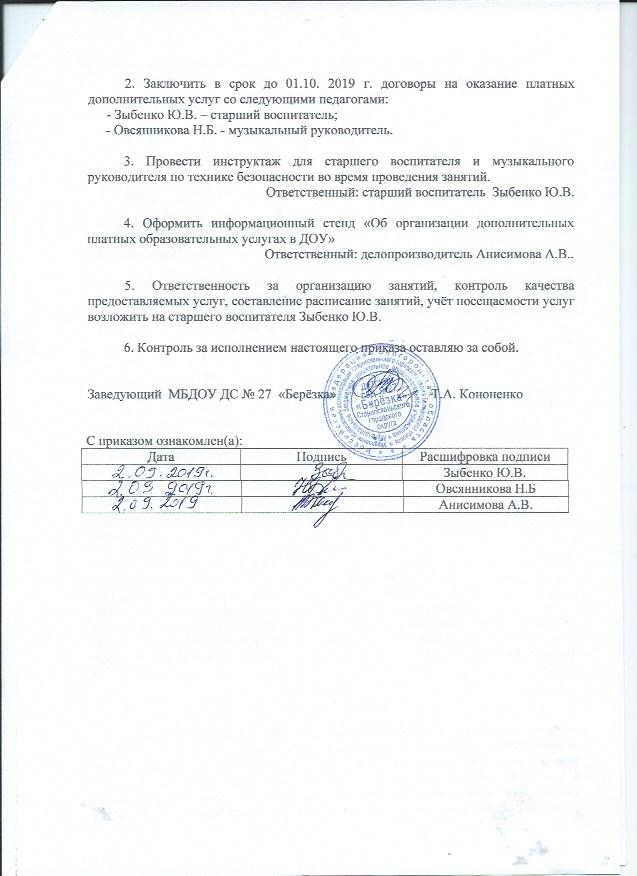 2. Заключить в срок до 01.10. 2019 г. договоры на оказание платных
дополнительных услуг со следующими педагогами:
- Зыбенко Ю.В. – старший воспитатель;
- Овсянникова Н.Б. - музыкальный руководитель.
3. Провести инструктаж для старшего воспитателя и музыкального
руководителя по технике безопасности во время проведения занятий.
Ответственный: старший воспитатель Зыбенко Ю.В.
4. Оформить информационный стенд «Об организации дополнительных
платных образовательных услугах в ДОУ»
Ответственный: делопроизводитель Анисимова А.В..
5. Ответственность за организацию занятий, контроль качества
предоставляемых услуг, составление расписание занятий, учёт посещаемости услуг
возложить на старшего воспитателя Зыбенко Ю.В.
6. Контроль за исполнением настоящего приказа оставляю за собой.
Заведующий МБДОУ ДС № 27 «Берёзка» Т.А. Кононенко
«Берёзка»
Старооскольского
городского
округа
С приказом ознакомлен(а):
Дата Подпись Расшифровка подписи
2.09.2019г. Зыбенко Ю.В.
2.09 2019г. Овсянникова Н.Б
2.09.2019 Анисимова А.В.